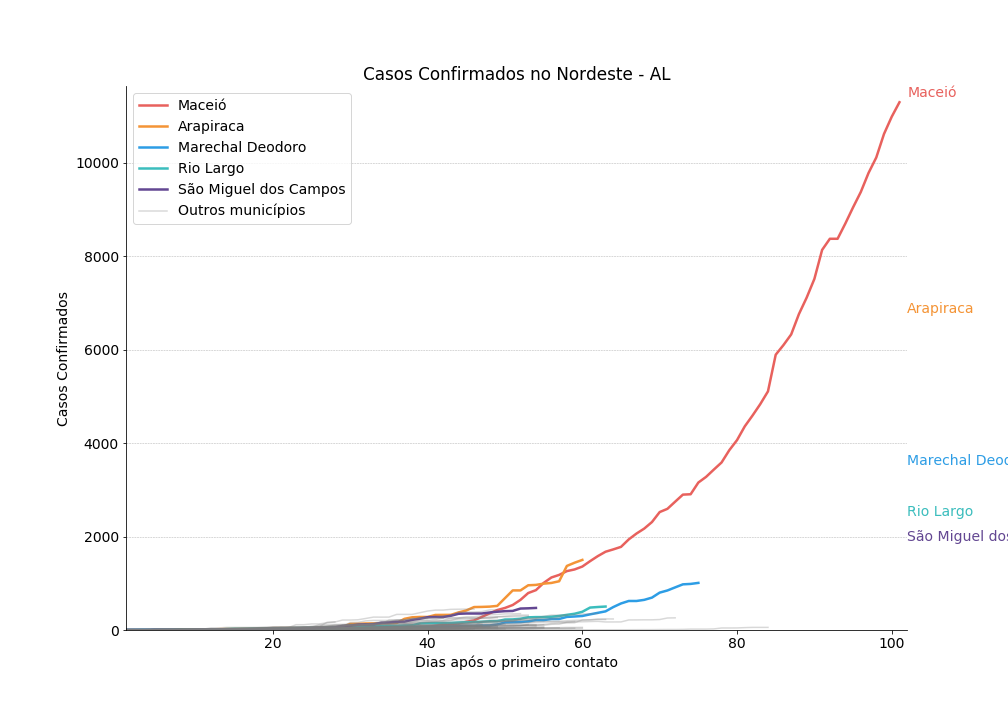 Casos Confirmados no Nordeste - AL
Maceió
Arapiraca
Marechal Deodoro
Rio Largo
São Miguel dos Campos
Outros municípios
Maceió
Arapiraca
Marechal Deod
Rio Largo
São Miguel dos
10000
8000
6000
4000
2000
0
Casos Confirmados
20
40
60
80
100
Dias após o primeiro contato